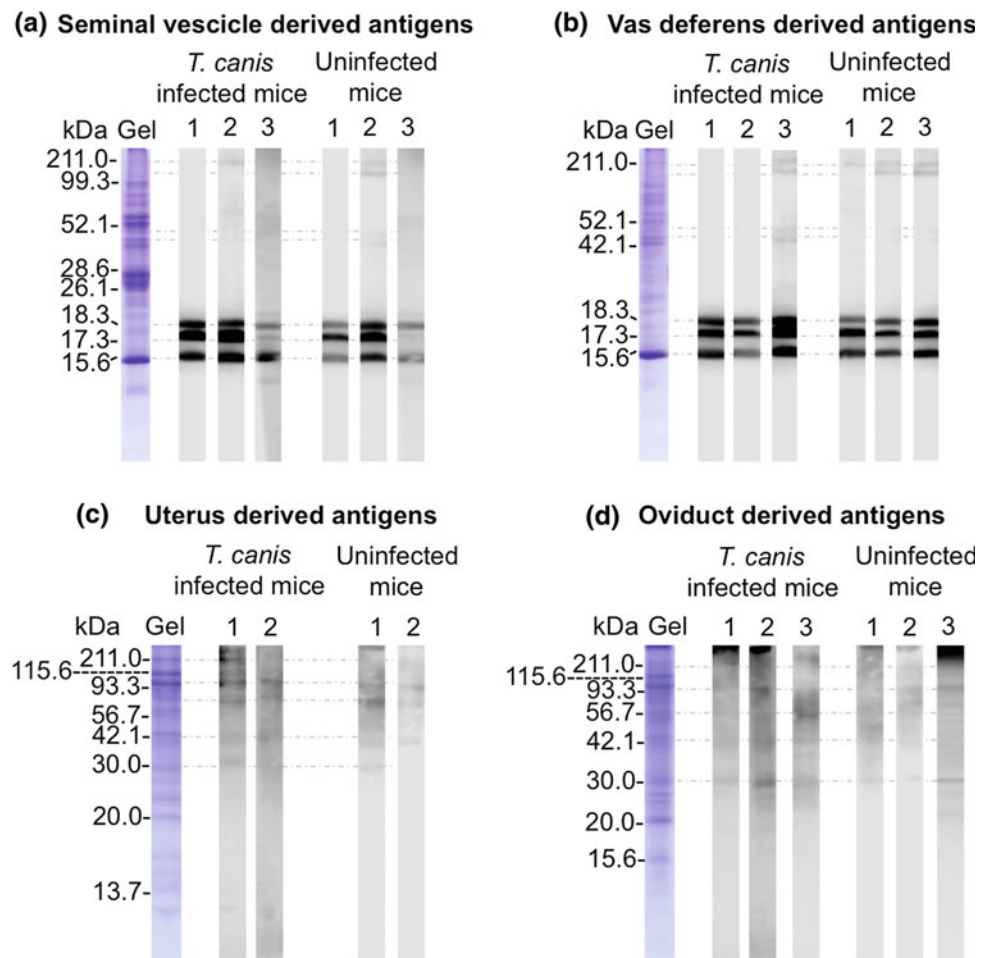 (a) Seminal vescicle derived antigens
T. canis
infected mice
Uninfected
mice
kDa Gel 1 2 3 1 2 3
211.0-
99.3-
52.1-
28.6-
26.1-
18.3
17.3-
15.6
(b) Vas deferens derived antigens
T. canis
infected mice
Uninfected
mice
kDa Gel 1 2 3 1 2 3
211.0-
52.1-
42.1-
18.3
17.3-
15.6
(c) Uterus derived antigens
T. canis
infected mice
Uninfected
mice
kDa Gel 1 2 1 2
211.0-
115.6
93.3-
56.7-
42.1-
30.0-
20.0-
13.7-
(d) Oviduct derived antigens
T. canis
infected mice
Uninfected
mice
kDa Gel 1 2 3 1 2 3
211.0-
115.6
93.3-
56.7-
42.1-
30.0-
20.0-
15.6-